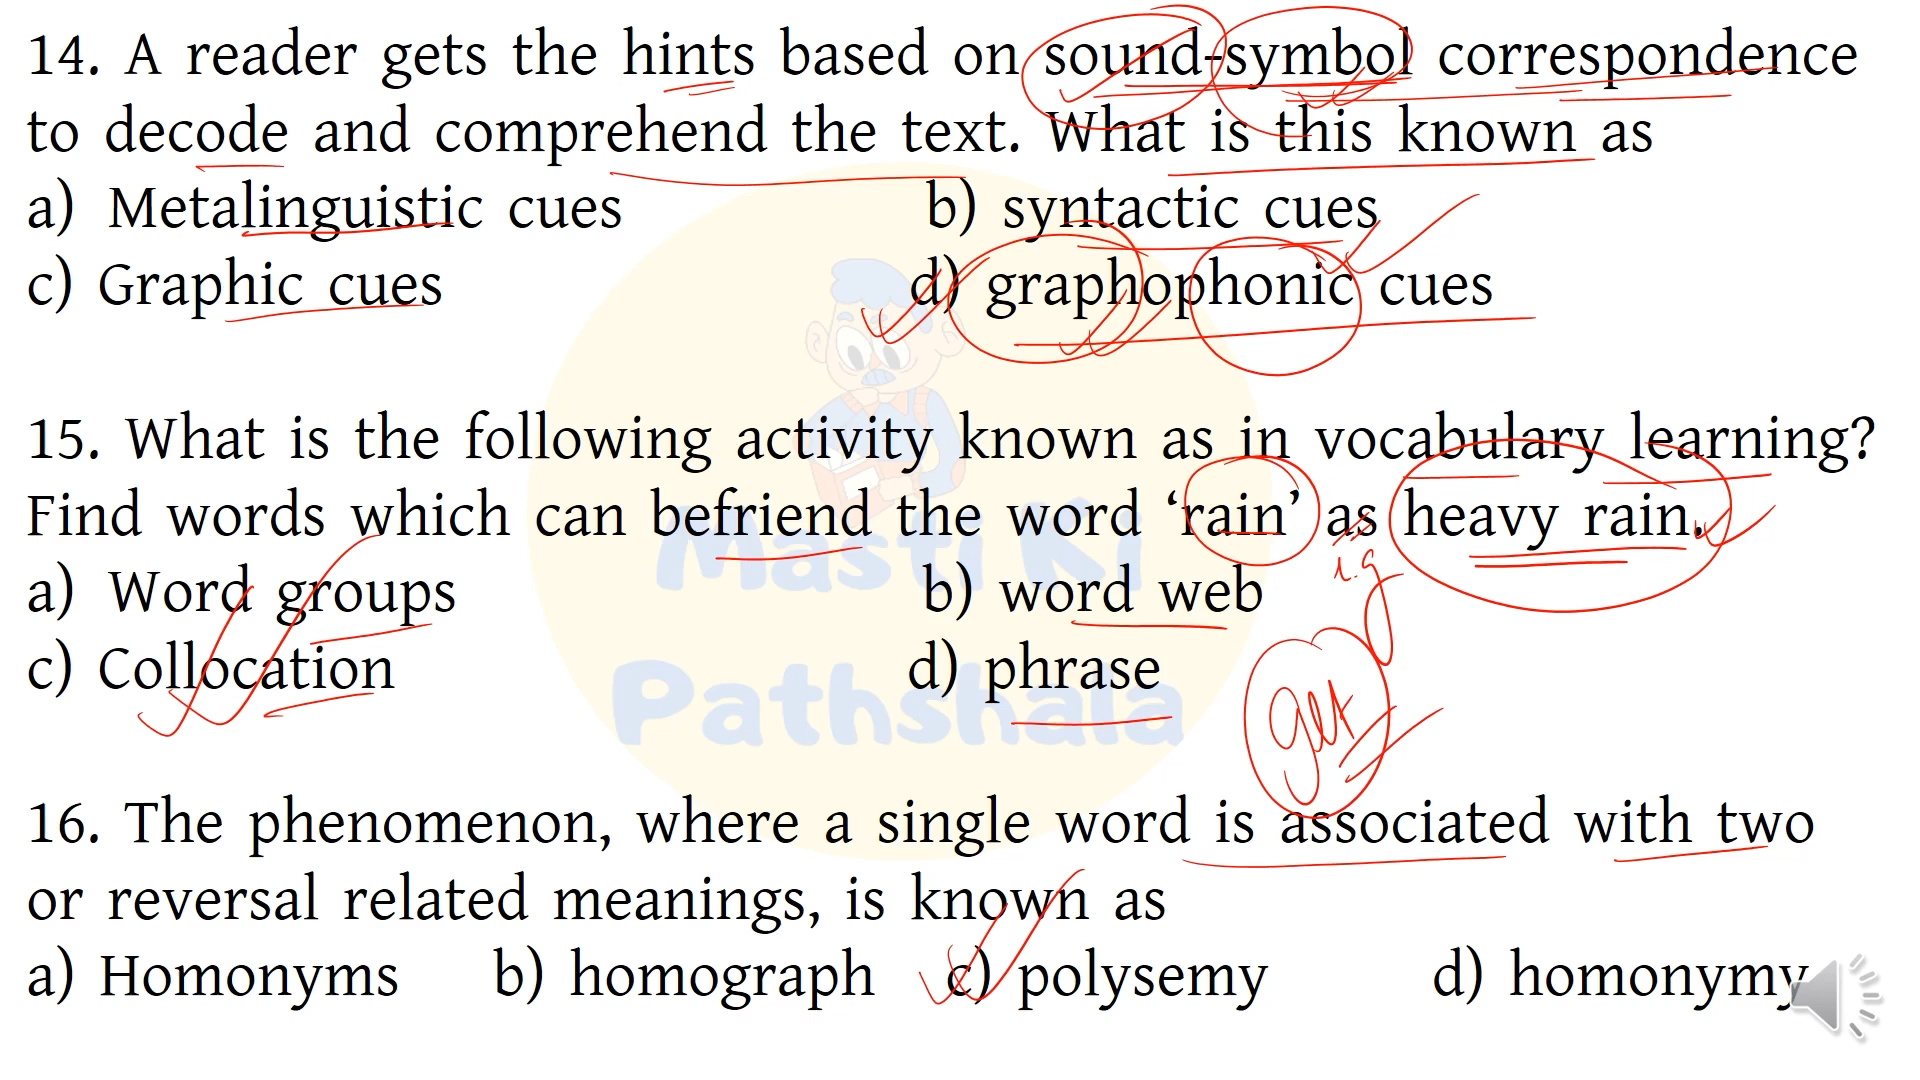 14. A reader gets the hints based on sound-symbol correspondence
to decode and comprehend the text. What is this known as
a) Metalinguistic cues b) syntactic cues
c) Graphic cues d) graphophonic cues
15. What is the following activity known as in vocabulary learning?
Find words which can befriend the word ‘rain’ as heavy rain.
a) Word groups b) word web
c) Collocation d) phrase
Masti Ki
Pathshala
16. The phenomenon, where a single word is associated with two
or reversal related meanings, is known as
a) Homonyms b) homograph c) polysemy d) homonymy